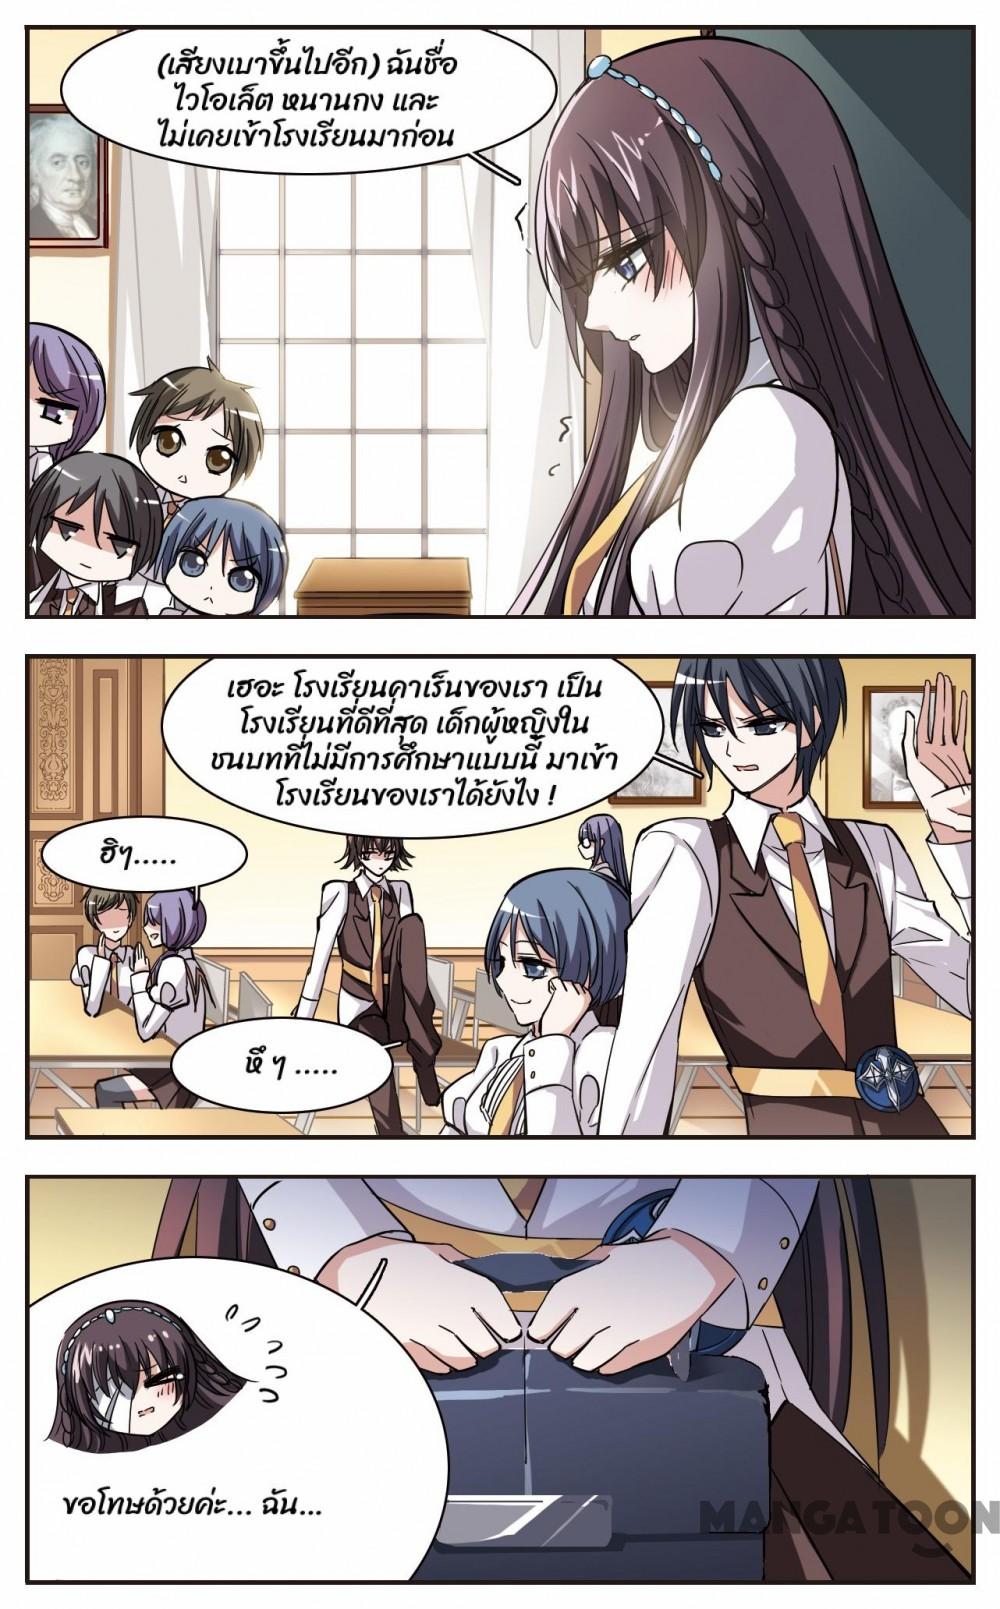 (เสียงเบาขึ้นไปอีก) ฉันชื่อ
ไวโอเล็ต หนานกง และ
ไม่เคยเข้าโรงเรียนมาก่อน
เฮอะ โรงเรียนคาเร็นของเรา เป็น
โรงเรียนที่ดีที่สุด เด็กผู้หญิงใน
ชนบทที่ไม่มีการศึกษาแบบนี้ มาเข้า
โรงเรียนของเราได้ยังไง !
ฮิๆ.....
หึ ๆ .....
ขอโทษด้วยค่ะ... ฉัน...
MANGATOON